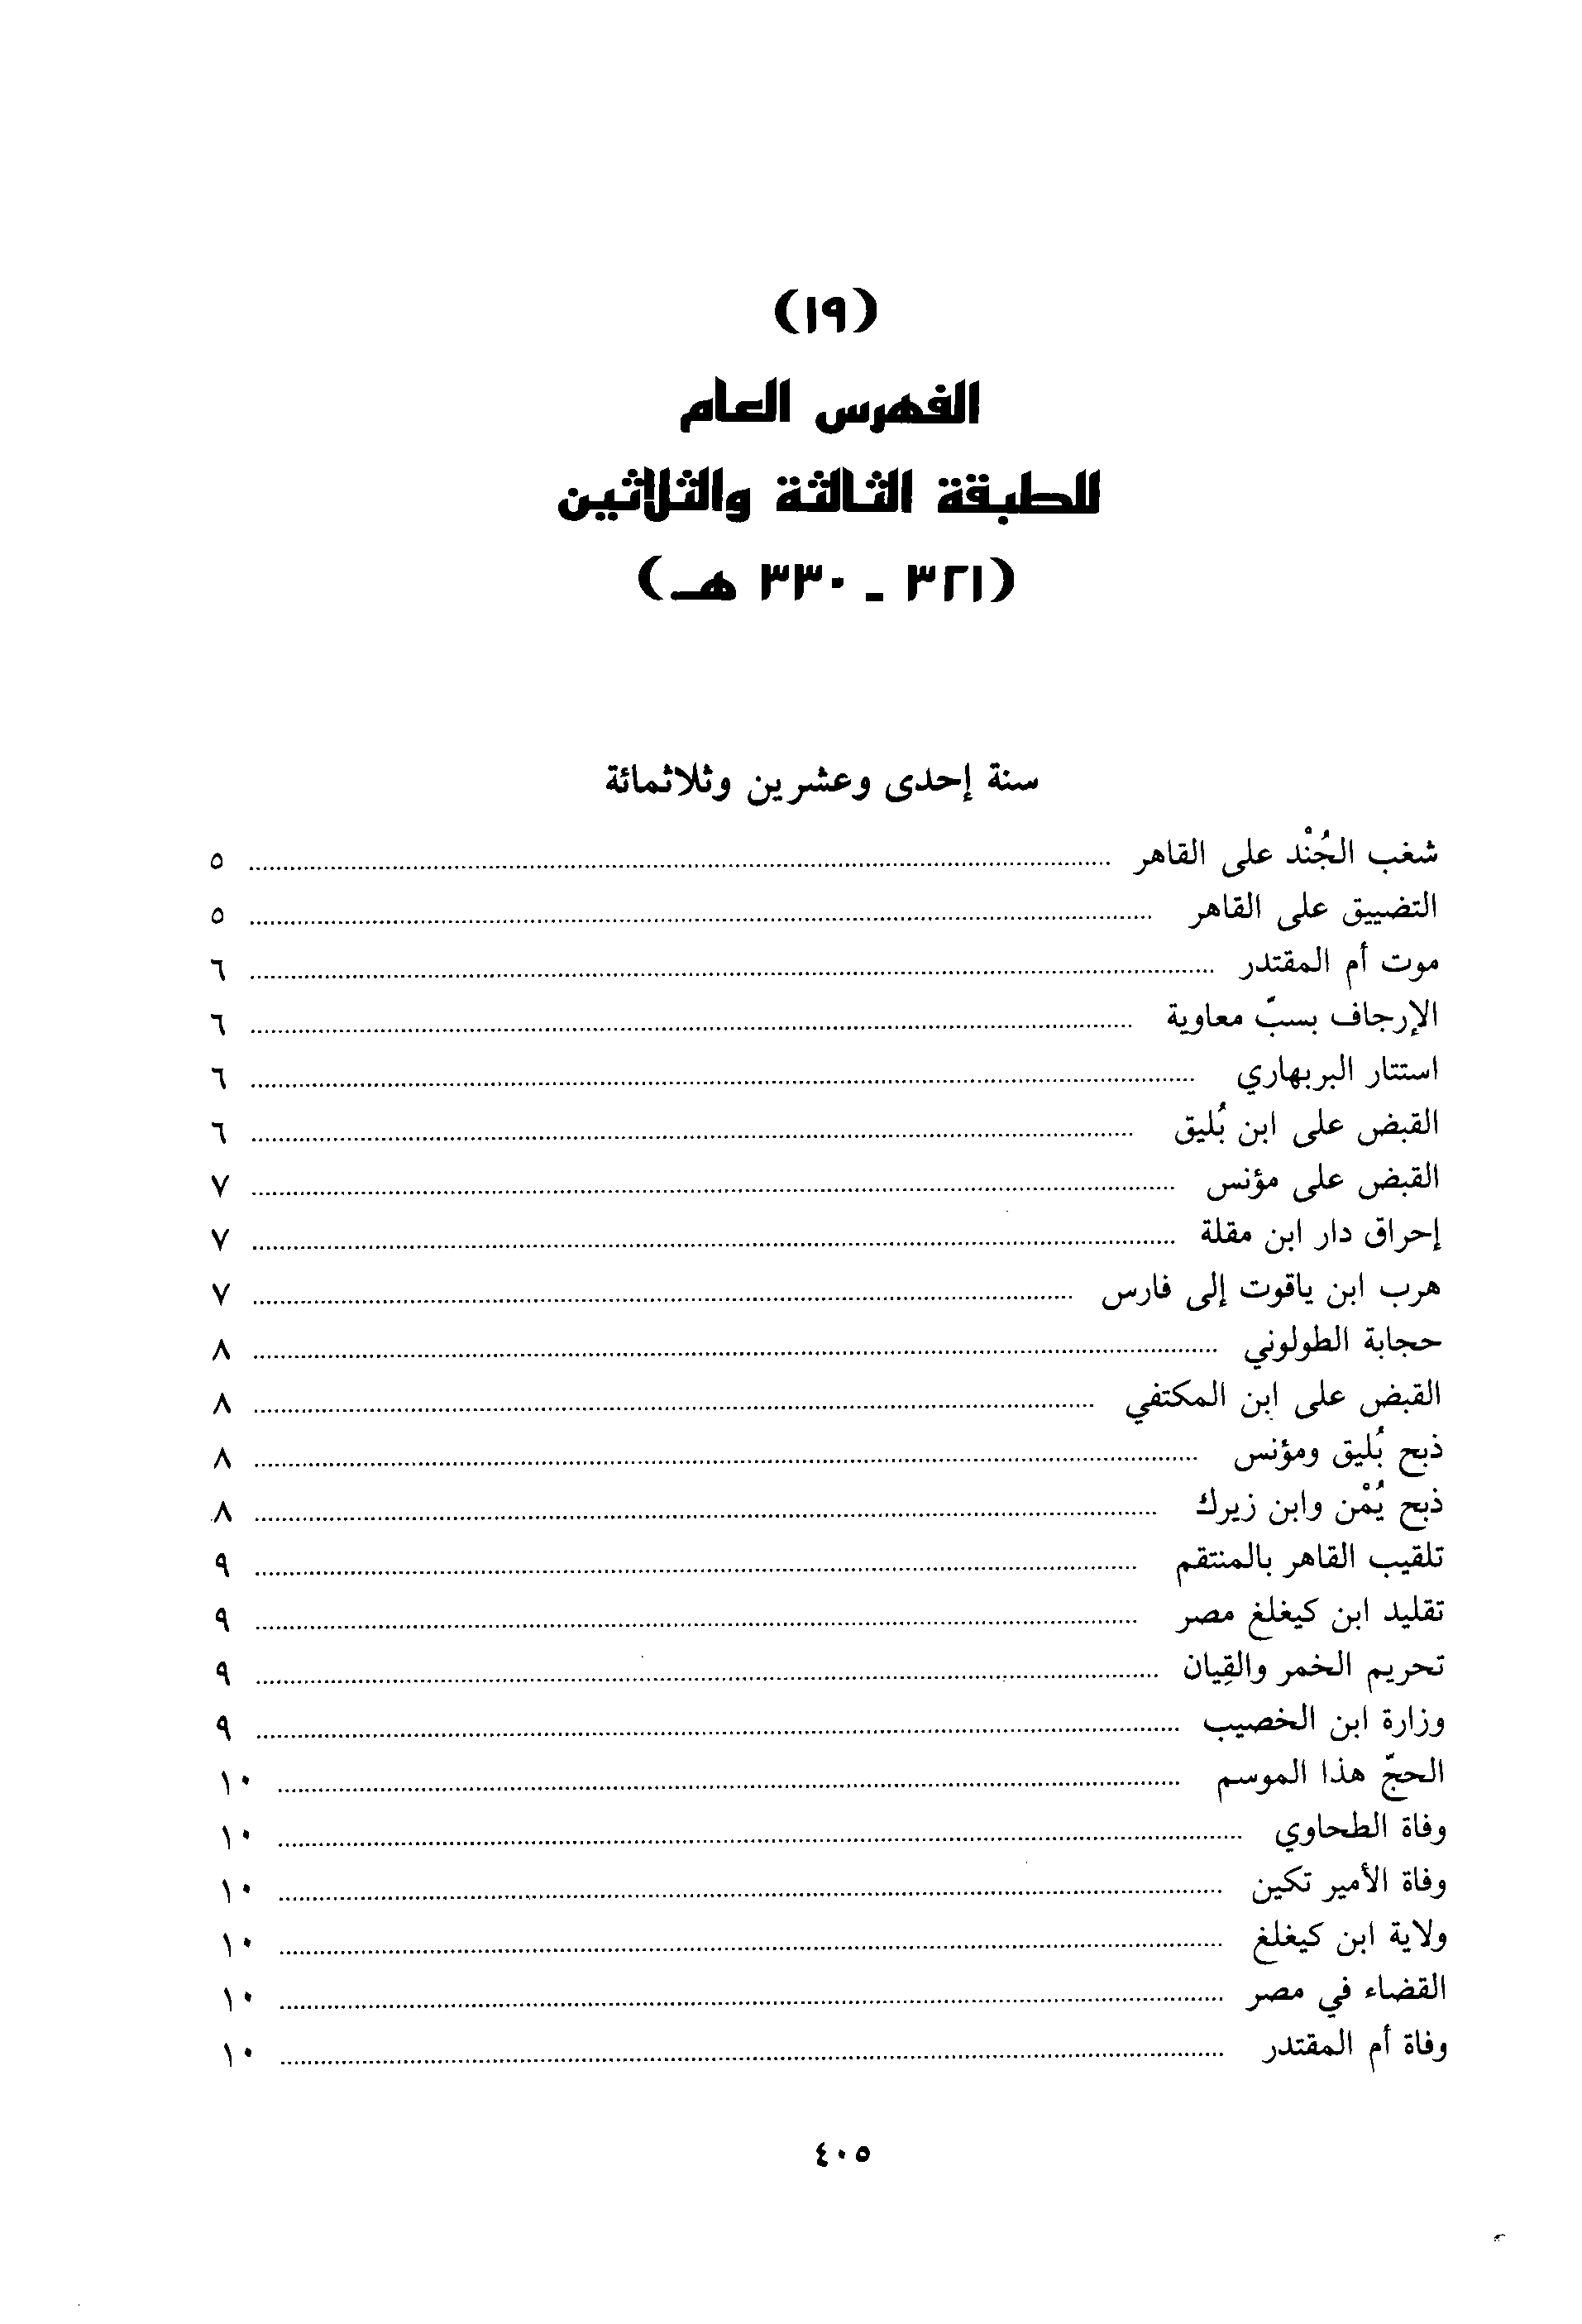 (١٩)
الفهرس العام
للطبقة الثالثة والثلاثين
(٣٢١ - ٣٣٠ هـ)
سنة إحدى وعشرين وثلاثمائة
شغب الجُنْد على القاهر ........ ٥
التضييق على القاهر ........ ٥
موت أم المقتدر ........ ٦
الإرجاف بسبّ معاوية ........ ٦
استتار البربهاري ........ ٦
القبض على ابن بُليق ........ ٦
القبض على مؤنس ........ ٧
إحراق دار ابن مقلة ........ ٧
هرب ابن ياقوت إلى فارس ........ ٧
حجابة الطولوني ........ ٨
القبض على ابن المكتفي ........ ٨
ذبح بُليق ومؤنس ........ ٨
ذبح يُمْن وابن زيرك ........ ٨
تلقيب القاهر بالمنتقم ........ ٩
تقليد ابن كيغلغ مصر ........ ٩
تحريم الخمر والقِيان ........ ٩
وزارة ابن الخصيب ........ ٩
الحجّ هذا الموسم ........ ١٠
وفاة الطحاوي ........ ١٠
وفاة الأمير تكين ........ ١٠
ولاية ابن كيغلغ ........ ١٠
القضاء في مصر ........ ١٠
وفاة أم المقتدر ........ ١٠
٤٠٥